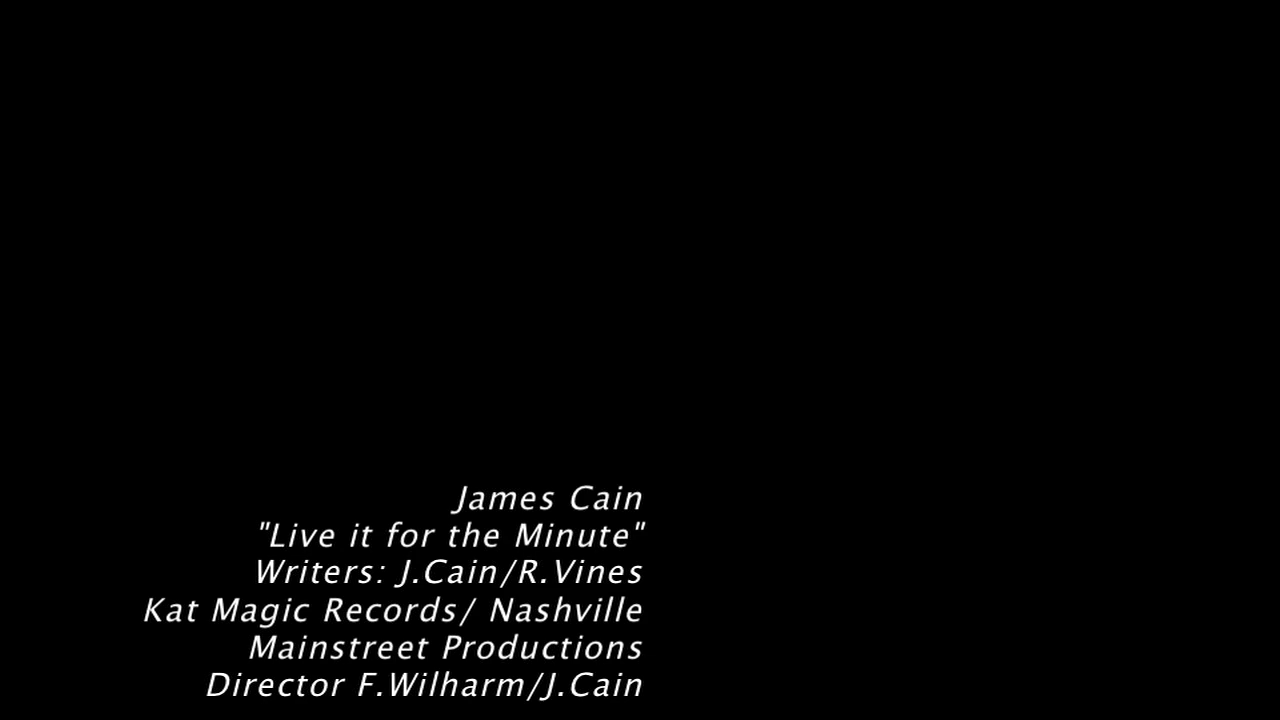 James Cain
"Live it for the Minute"
Writers: J.Cain/R.Vines
Kat Magic Records/ Nashville
Mainstreet Productions
Director F.Wilharm/J.Cain